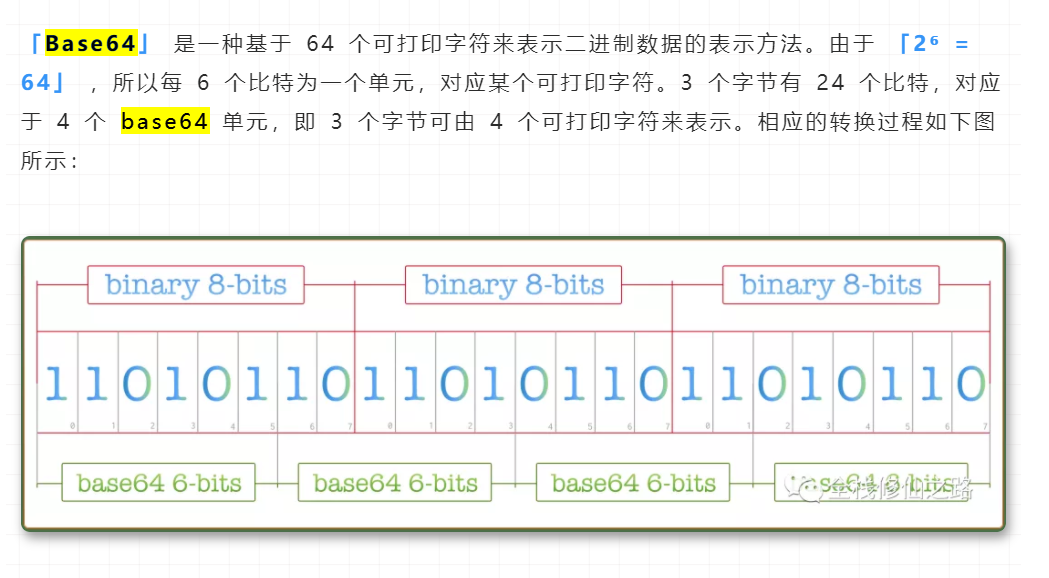 「Base64」 是一种基于 64 个可打印字符来表示二进制数据的表示方法。由于 「2⁶ =
64」 ，所以每 6 个比特为一个单元，对应某个可打印字符。3 个字节有 24 个比特，对应
于 4 个 base64 单元，即 3 个字节可由 4 个可打印字符来表示。相应的转换过程如下图
所示：
binary 8-bits binary 8-bits binary 8-bits
1 1 0 1 0 1 1 0 1 1 0 1 0 1 1 0 1 1 0 1 0 1 1 0
0 1 2 3 4 5 6 7 0 1 2 3 4 5 6 7 0 1 2 3 4 5 6 7
base64 6-bits base64 6-bits base64 6-bits base64 6-bits
全栈修仙之路